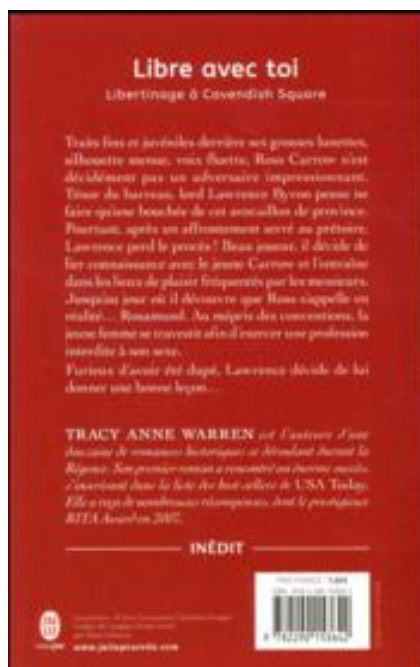 Libre avec toi
Libertinage à Cavendish Square
Traits fins et juvéniles derrière ses grosses lunettes,
silhouette menue, voix fluette, Ross Carrow n'est
décidément pas un adversaire impressionnant.
Ténor du barreau, lord Lawrence Byron pense ne
faire qu'une bouchée de cet avocaillon de province.
Pourtant, après un affrontement serré au prétoire,
Lawrence perd le procès ! Beau joueur, il décide de
lier connaissance avec le jeune Carrow et l'entraîne
dans les lieux de plaisir fréquentés par les messieurs.
Jusqu'au jour où il découvre que Ross s'appelle en
réalité... Rosamund. Au mépris des conventions, la
jeune femme se travestit afin d'exercer une profession
interdite à son sexe.
Furieux d'avoir été dupé, Lawrence décide de lui
donner une bonne leçon...
TRACY ANNE WARREN est l'auteure d'une
douzaine de romances historiques se déroulant durant la
Régence. Son premier roman a rencontré un énorme succès,
s'inscrivant dans la liste des best-sellers de USA Today.
Elle a reçu de nombreuses récompenses, dont le prestigieux
RITA Award en 2007.
INÉDIT
www.jailupourelle.com